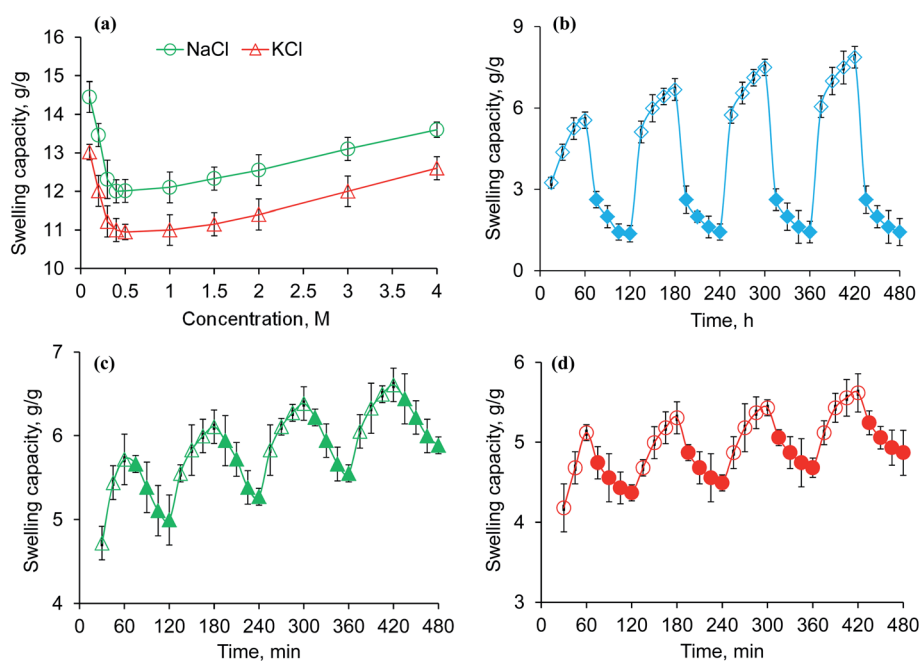 (a)
NaCl KCl
Swelling capacity, g/g
16
15
14
13
12
11
10
0 0.5 1 1.5 2 2.5 3 3.5 4
Concentration, M
(b)
Swelling capacity, g/g
9
6
3
0
0 60 120 180 240 300 360 420 480
Time, h
(c)
Swelling capacity, g/g
7
6
5
4
0 60 120 180 240 300 360 420 480
Time, min
(d)
Swelling capacity, g/g
6
5
4
3
0 60 120 180 240 300 360 420 480
Time, min